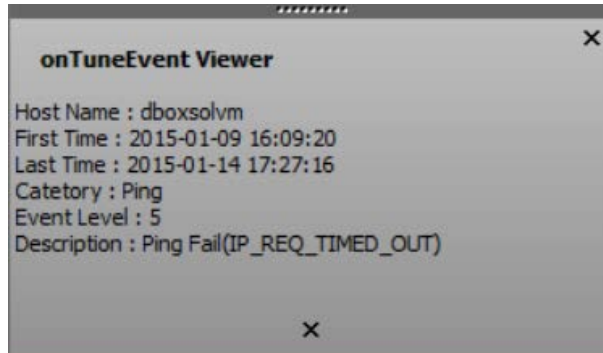 onTuneEvent Viewer
Host Name : dboxsolvm
First Time : 2015-01-09 16:09:20
Last Time : 2015-01-14 17:27:16
Catetory : Ping
Event Level : 5
Description : Ping Fail(IP_REQ_TIMED_OUT)